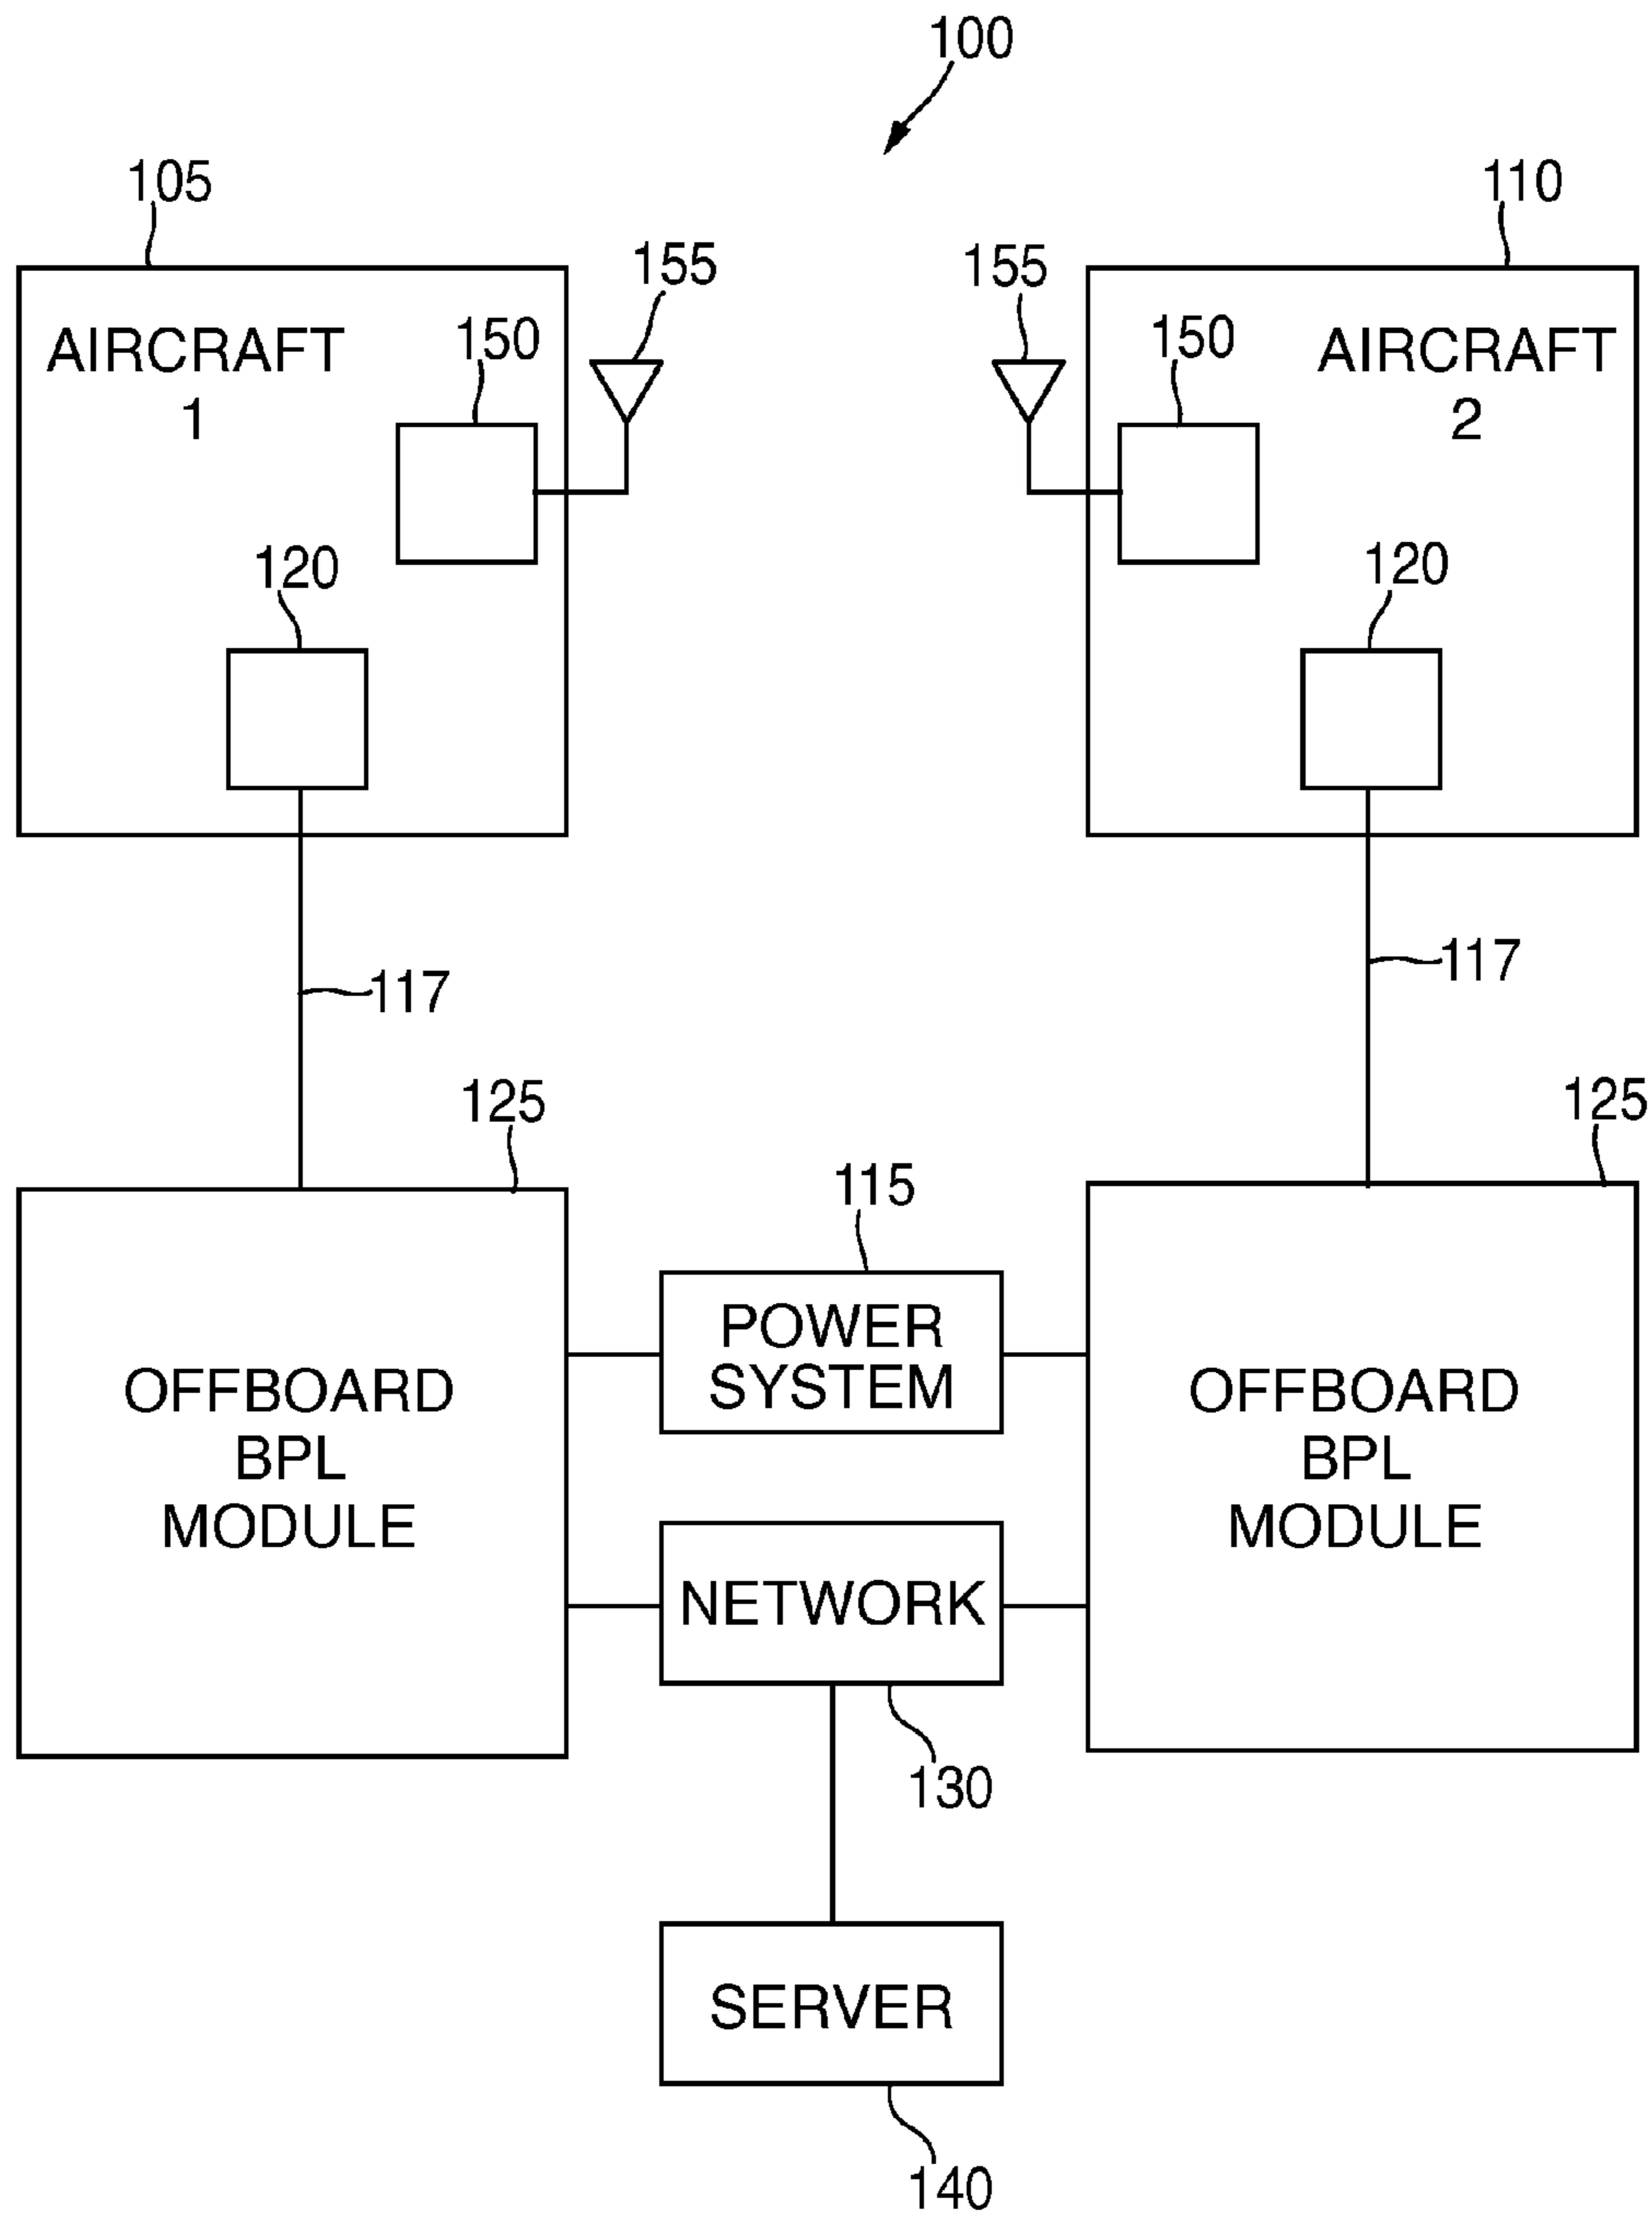 100
105
110
155
155
AIRCRAFT
1
150
150
AIRCRAFT
2
120
120
117
117
125
125
115
POWER
SYSTEM
OFFBOARD
BPL
MODULE
OFFBOARD
BPL
MODULE
NETWORK
130
SERVER
140